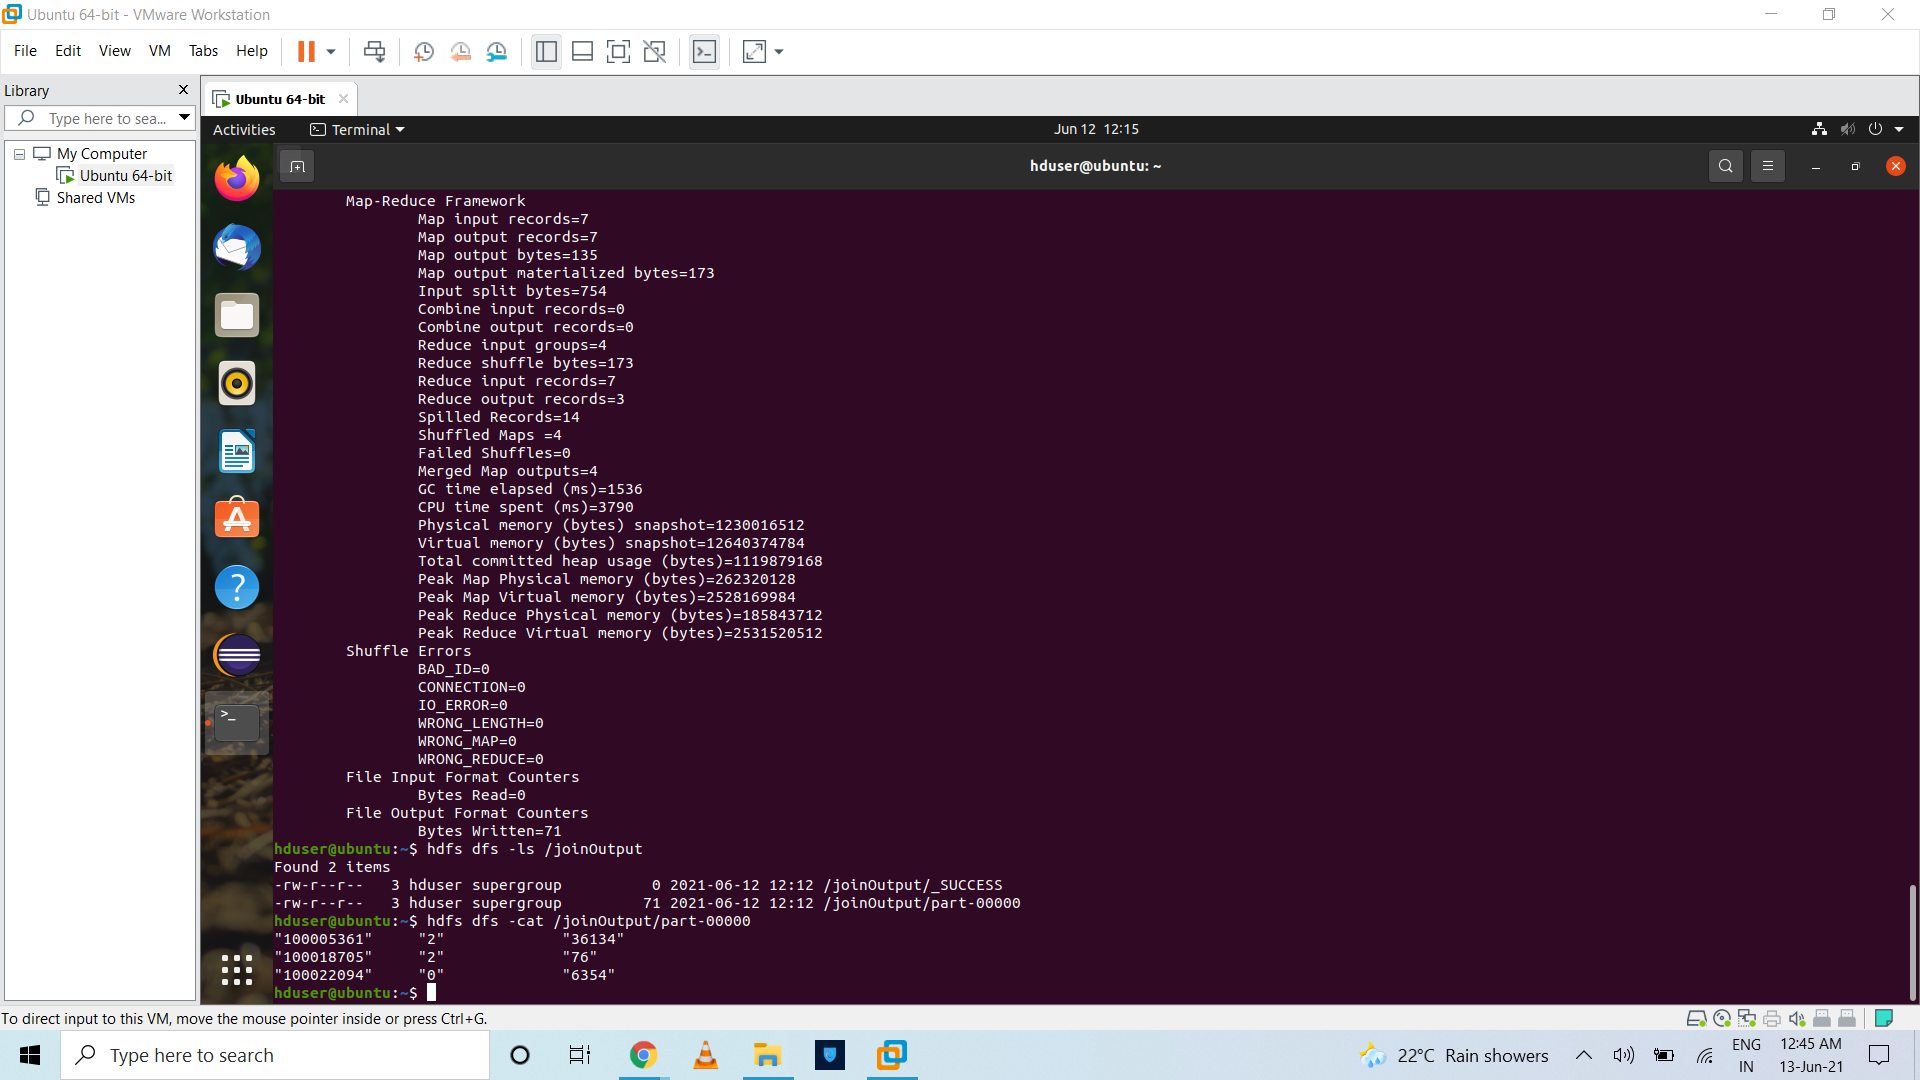 Ubuntu 64-bit - VMware Workstation
File Edit View VM Tabs Help
Library
Type here to sea...
My Computer
Ubuntu 64-bit
Shared VMs
Ubuntu 64-bit
Activities Terminal Jun 12 12:15
hduser@ubuntu: ~
Map-Reduce Framework
Map input records=7
Map output records=7
Map output bytes=135
Map output materialized bytes=173
Input split bytes=754
Combine input records=0
Combine output records=0
Reduce input groups=4
Reduce shuffle bytes=173
Reduce input records=7
Reduce output records=3
Spilled Records=14
Shuffled Maps =4
Failed Shuffles=0
Merged Map outputs=4
GC time elapsed (ms)=1536
CPU time spent (ms)=3790
Physical memory (bytes) snapshot=1230016512
Virtual memory (bytes) snapshot=12640374784
Total committed heap usage (bytes)=1119879168
Peak Map Physical memory (bytes)=262320128
Peak Map Virtual memory (bytes)=2528169984
Peak Reduce Physical memory (bytes)=185843712
Peak Reduce Virtual memory (bytes)=2531520512
Shuffle Errors
BAD_ID=0
CONNECTION=0
IO_ERROR=0
WRONG_LENGTH=0
WRONG_MAP=0
WRONG_REDUCE=0
File Input Format Counters
Bytes Read=0
File Output Format Counters
Bytes Written=71
hduser@ubuntu:~$ hdfs dfs -ls /joinOutput
Found 2 items
-rw-r--r-- 3 hduser supergroup 0 2021-06-12 12:12 /joinOutput/_SUCCESS
-rw-r--r-- 3 hduser supergroup 71 2021-06-12 12:12 /joinOutput/part-00000
hduser@ubuntu:~$ hdfs dfs -cat /joinOutput/part-00000
"100005361" "2" "36134"
"100018705" "2" "76"
"100022094" "0" "6354"
hduser@ubuntu:~$
To direct input to this VM, move the mouse pointer inside or press Ctrl+G.
Type here to search
22°C Rain showers
ENG
IN
12:45 AM
13-Jun-21